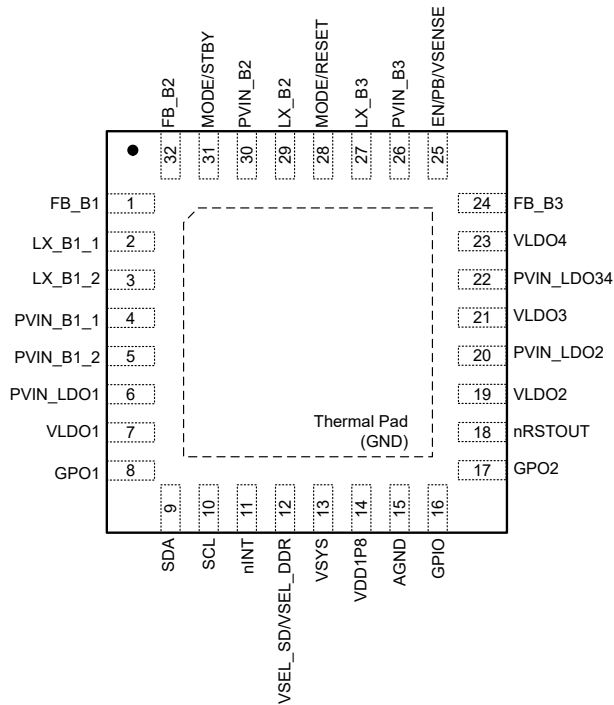 FB_B2
MODE/STBY
PVIN_B2
LX_B2
MODE/RESET
LX_B3
PVIN_B3
EN/PB/VSENSE
32
31
30
29
28
27
26
25
FB_B1 1
LX_B1_1 2
LX_B1_2 3
PVIN_B1_1 4
PVIN_B1_2 5
PVIN_LDO1 6
VLDO1 7
GPO1 8
24 FB_B3
23 VLDO4
22 PVIN_LDO34
21 VLDO3
20 PVIN_LDO2
19 VLDO2
18 nRSTOUT
17 GPO2
Thermal Pad
(GND)
9
10
11
12
13
14
15
16
SDA
SCL
nINT
VSEL_SD/VSEL_DDR
VSYS
VDD1P8
AGND
GPIO